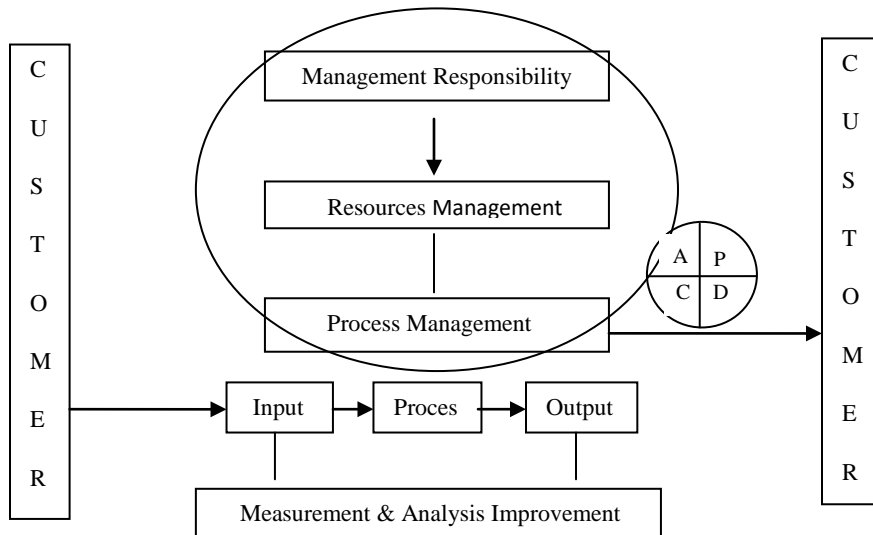 C
U
S
T
O
M
E
R
Management Responsibility
Resources Management
Process Management
A P
C D
Input
Proces
Output
Measurement & Analysis Improvement
C
U
S
T
O
M
E
R